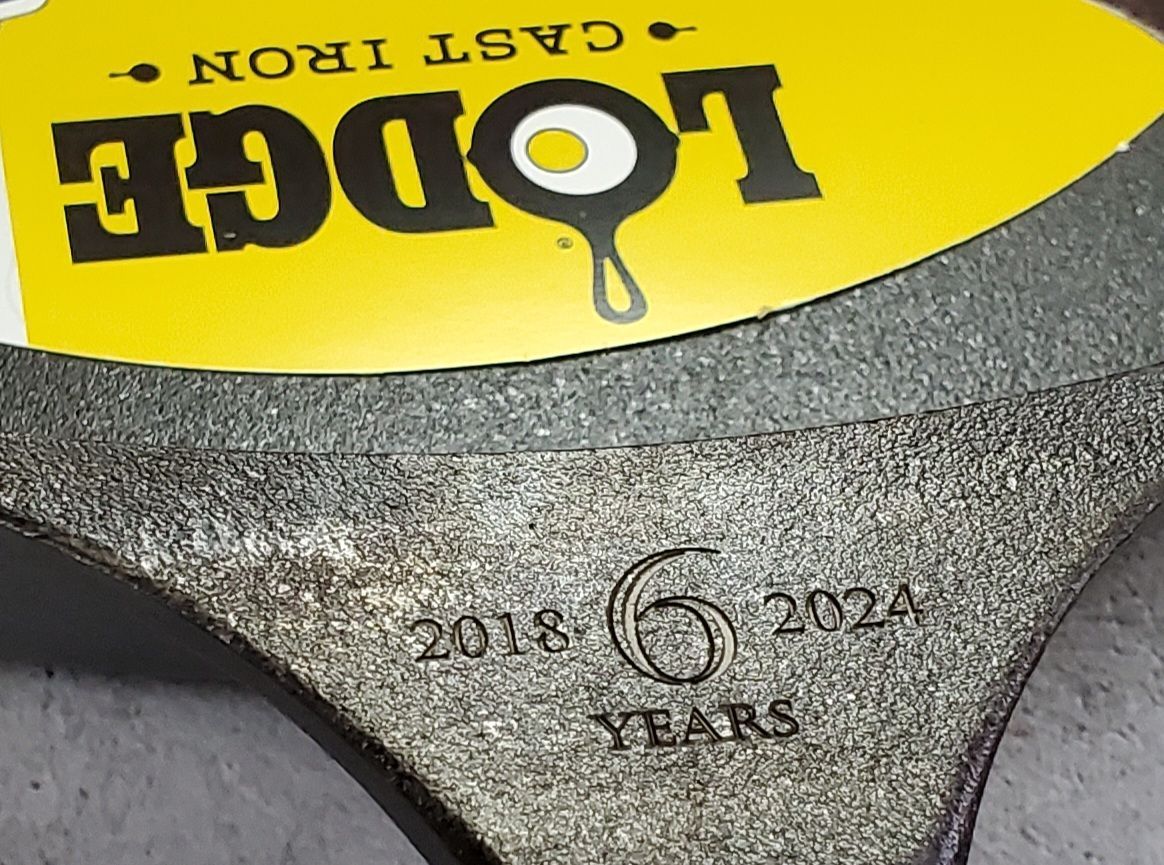 LODGE
CAST IRON
®
2018 6 2024
YEARS